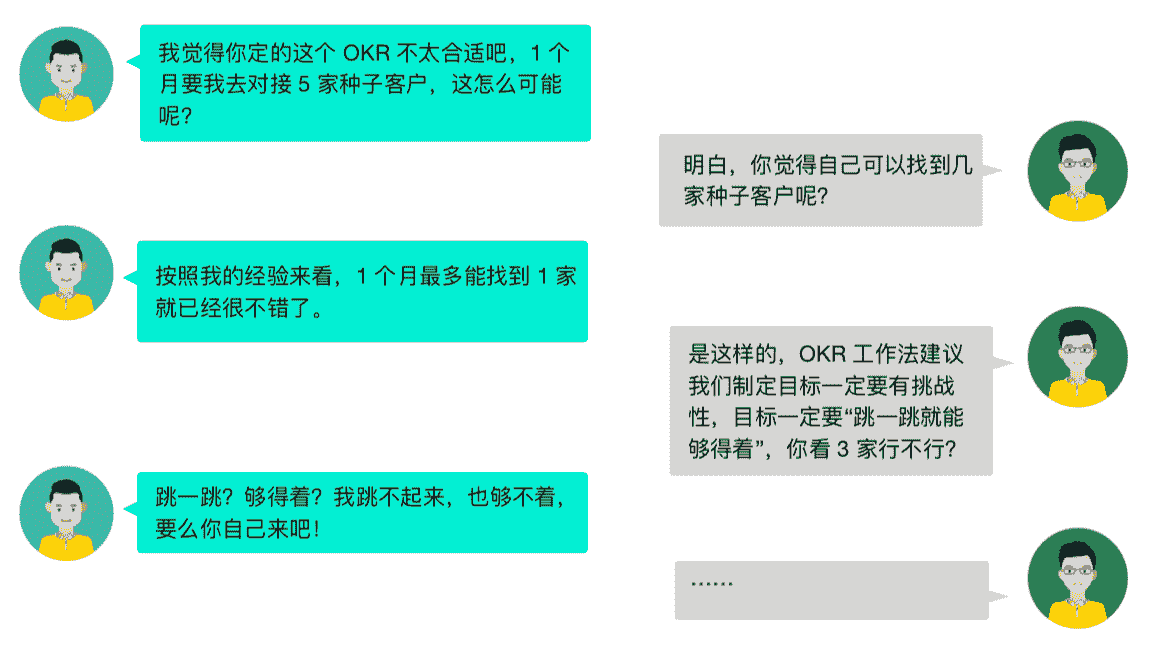 我觉得你定的这个 OKR 不太合适吧，1 个
月要我去对接 5 家种子客户，这怎么可能
呢？
明白，你觉得自己可以找到几
家种子客户呢？
按照我的经验来看，1 个月最多能找到 1 家
就已经很不错了。
是这样的，OKR 工作法建议
我们制定目标一定要有挑战
性，目标一定要“跳一跳就能
够得着”，你看 3 家行不行？
跳一跳？够得着？我跳不起来，也够不着，
要么你自己来吧！
……